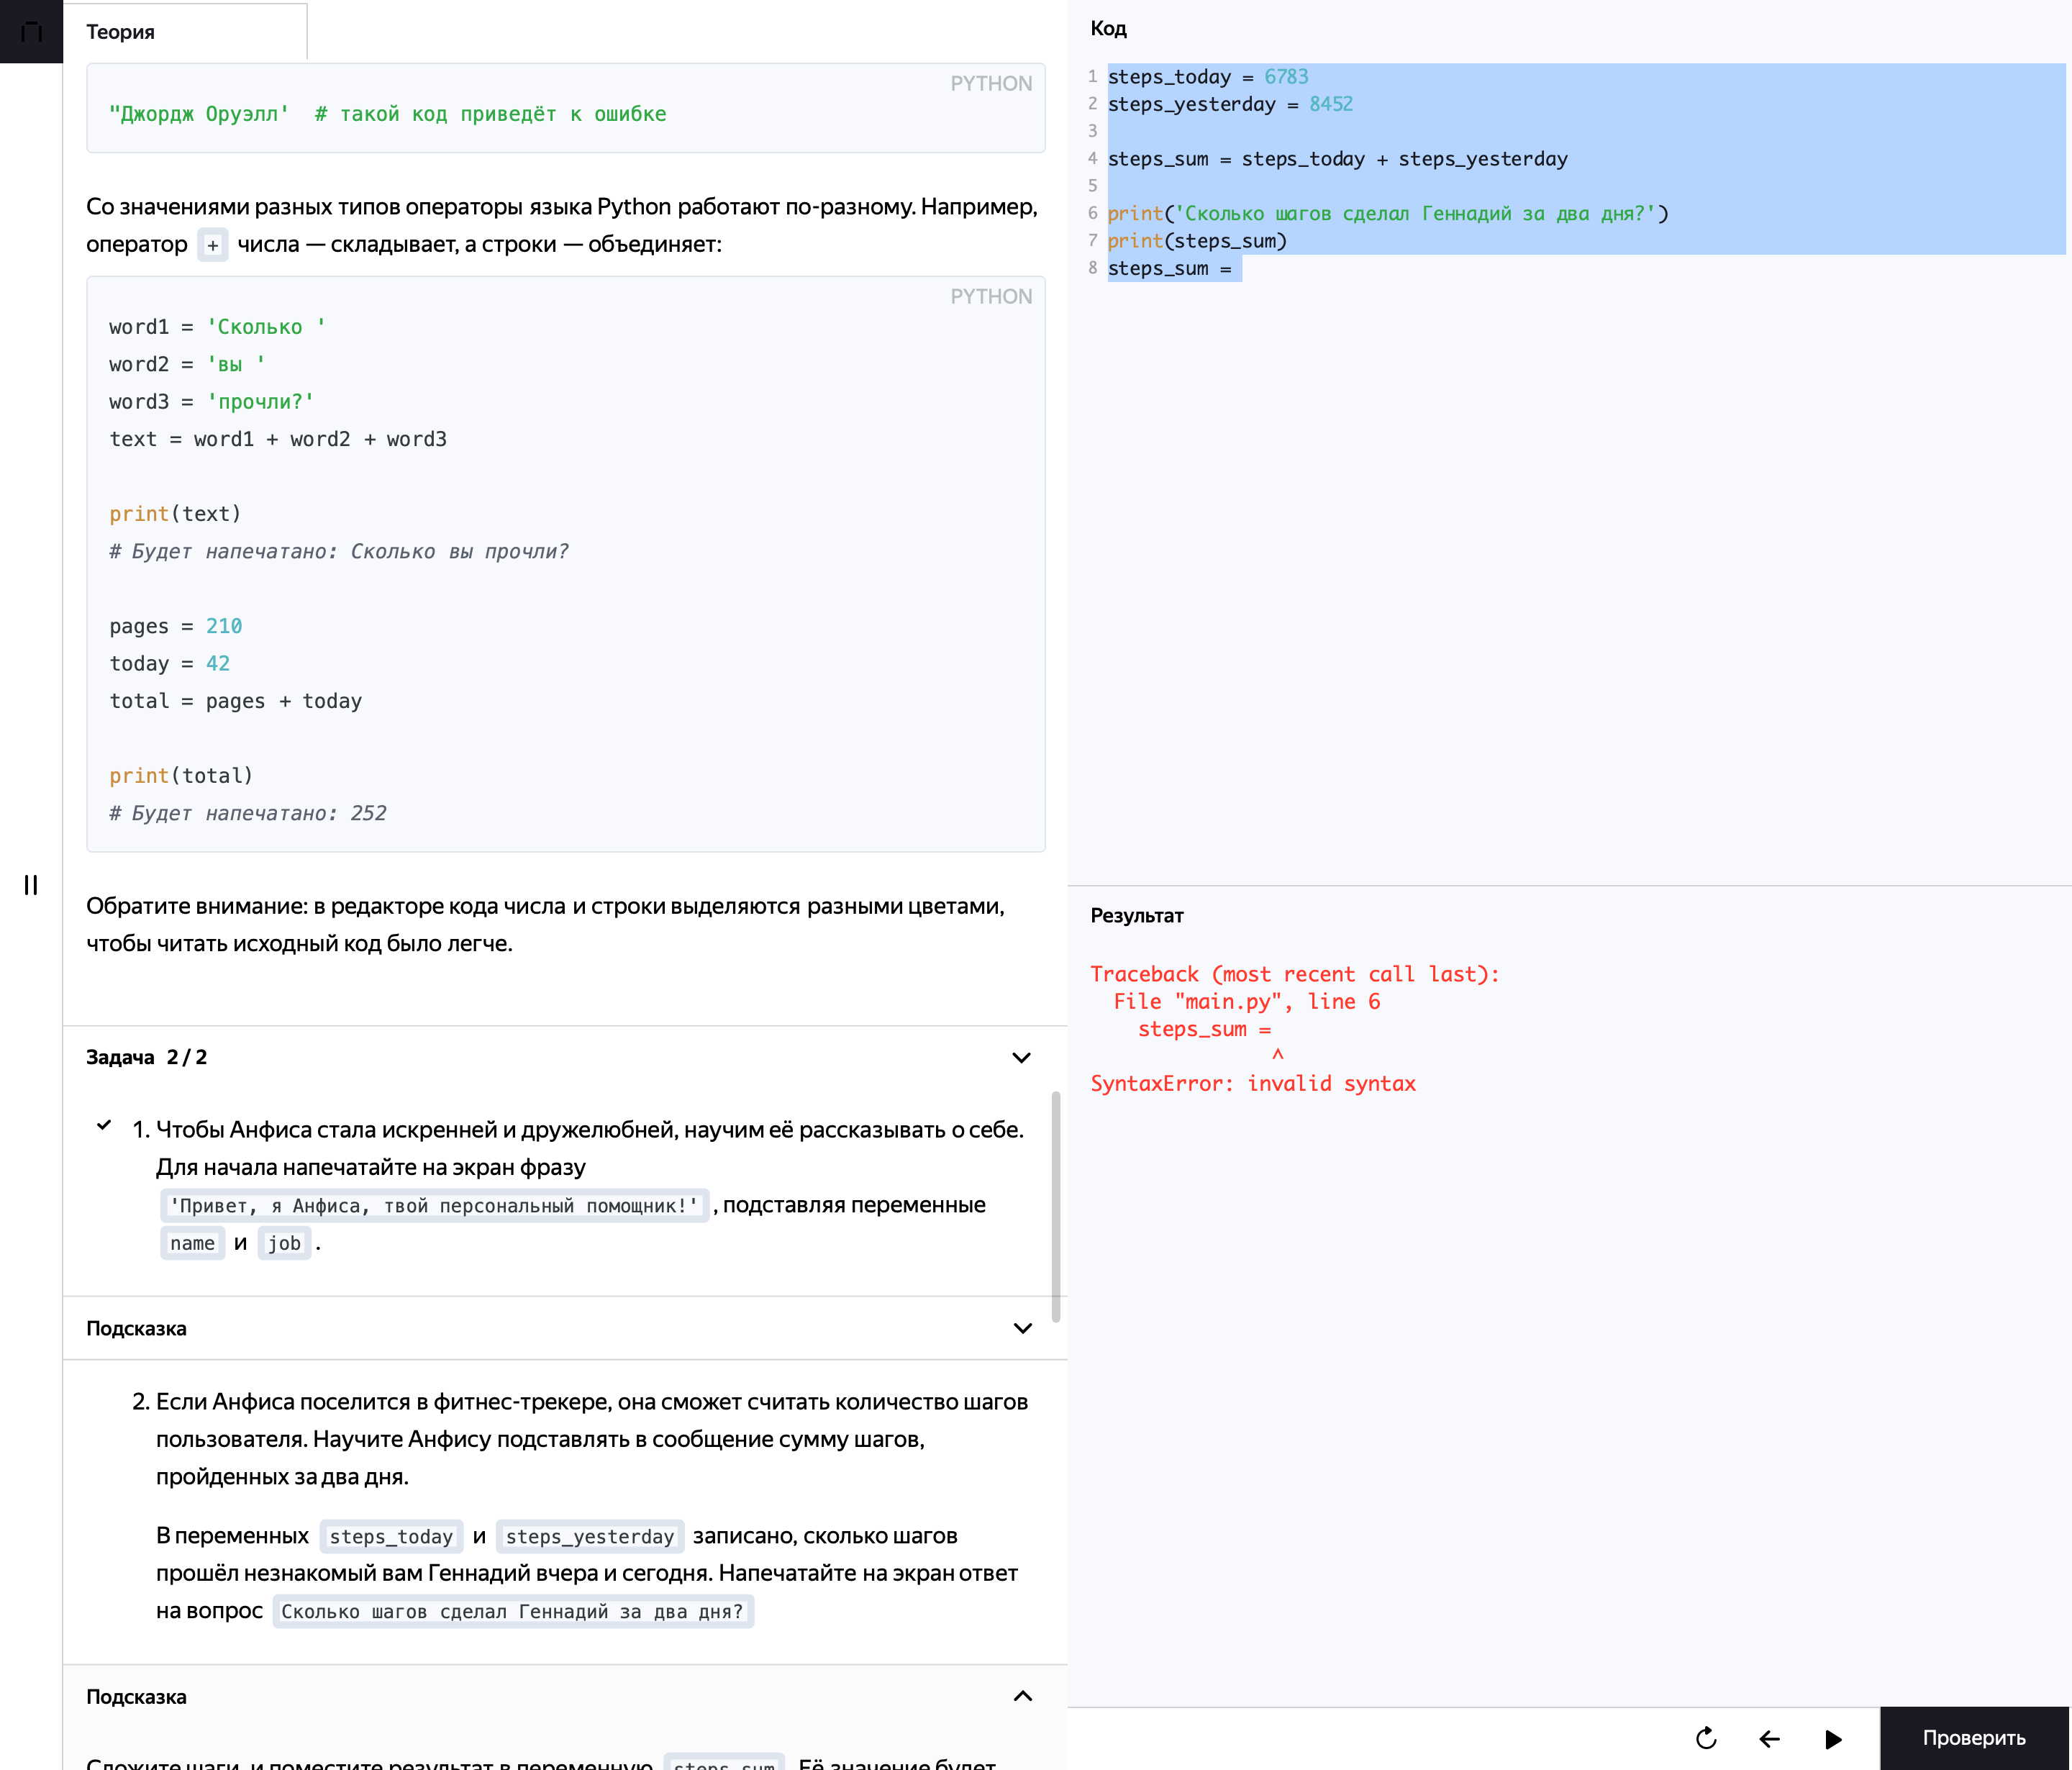 Теория
PYTHON
"Джордж Оруэлл'  # такой код приведёт к ошибке
Со значениями разных типов операторы языка Python работают по-разному. Например,
оператор + числа — складывает, а строки — объединяет:
PYTHON
word1 = 'Сколько '
word2 = 'вы '
word3 = 'прочли?'
text = word1 + word2 + word3
print(text)
# Будет напечатано: Сколько вы прочли?
pages = 210
today = 42
total = pages + today
print(total)
# Будет напечатано: 252
Обратите внимание: в редакторе кода числа и строки выделяются разными цветами,
чтобы читать исходный код было легче.
Задача 2 / 2
1. Чтобы Анфиса стала искренней и дружелюбней, научим её рассказывать о себе.
Для начала напечатайте на экран фразу
'Привет, я Анфиса, твой персональный помощник!' , подставляя переменные
name и job .
Подсказка
2. Если Анфиса поселится в фитнес-трекере, она сможет считать количество шагов
пользователя. Научите Анфису подставлять в сообщение сумму шагов,
пройденных за два дня.
В переменных steps_today и steps_yesterday записано, сколько шагов
прошёл незнакомый вам Геннадий вчера и сегодня. Напечатайте на экран ответ
на вопрос Сколько шагов сделал Геннадий за два дня?
Подсказка
Сложите шаги, и поместите результат в переменную steps_sum . Её значение будет
Код
1 steps_today = 6783
2 steps_yesterday = 8452
3
4 steps_sum = steps_today + steps_yesterday
5
6 print('Сколько шагов сделал Геннадий за два дня?')
7 print(steps_sum)
8 steps_sum =
Результат
Traceback (most recent call last):
  File "main.py", line 6
    steps_sum =
               ^
SyntaxError: invalid syntax
Проверить